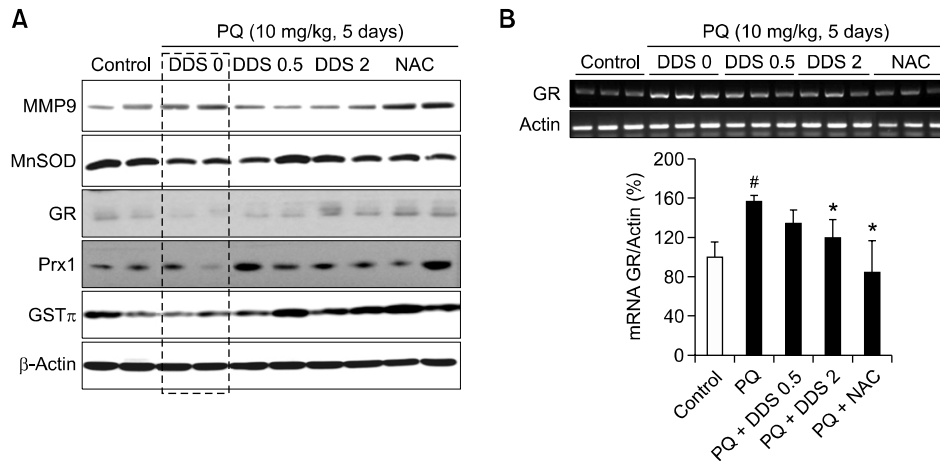 A
PQ (10 mg/kg, 5 days)
Control DDS 0 DDS 0.5 DDS 2 NAC
MMP9
MnSOD
GR
Prx1
GSTπ
β-Actin
B
PQ (10 mg/kg, 5 days)
Control DDS 0 DDS 0.5 DDS 2 NAC
GR
Actin
mRNA GR/Actin (%)
200
160
120
80
40
0
#
*
*
Control
PQ
PQ + DDS 0.5
PQ + DDS 2
PQ + NAC